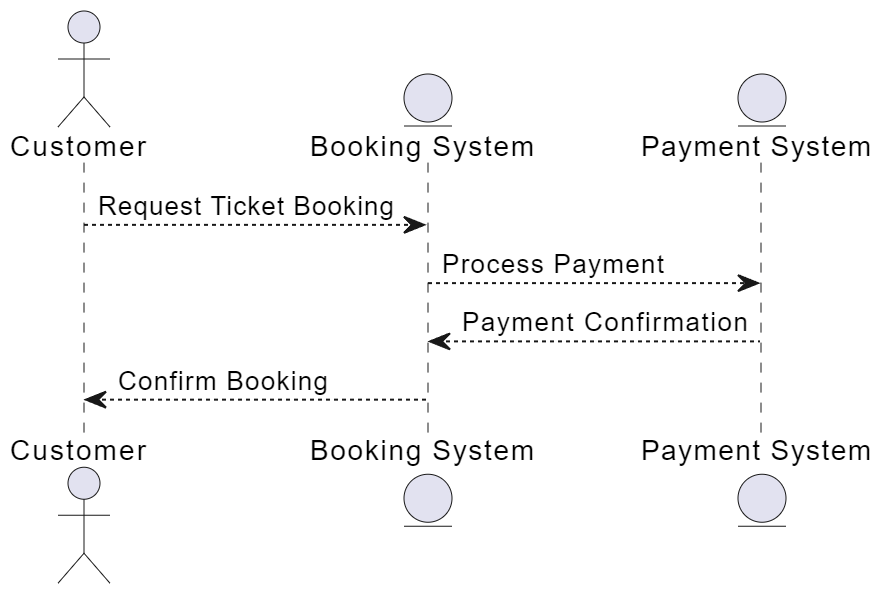 Customer
Booking System
Payment System
Request Ticket Booking
Process Payment
Payment Confirmation
Confirm Booking
Customer
Booking System
Payment System